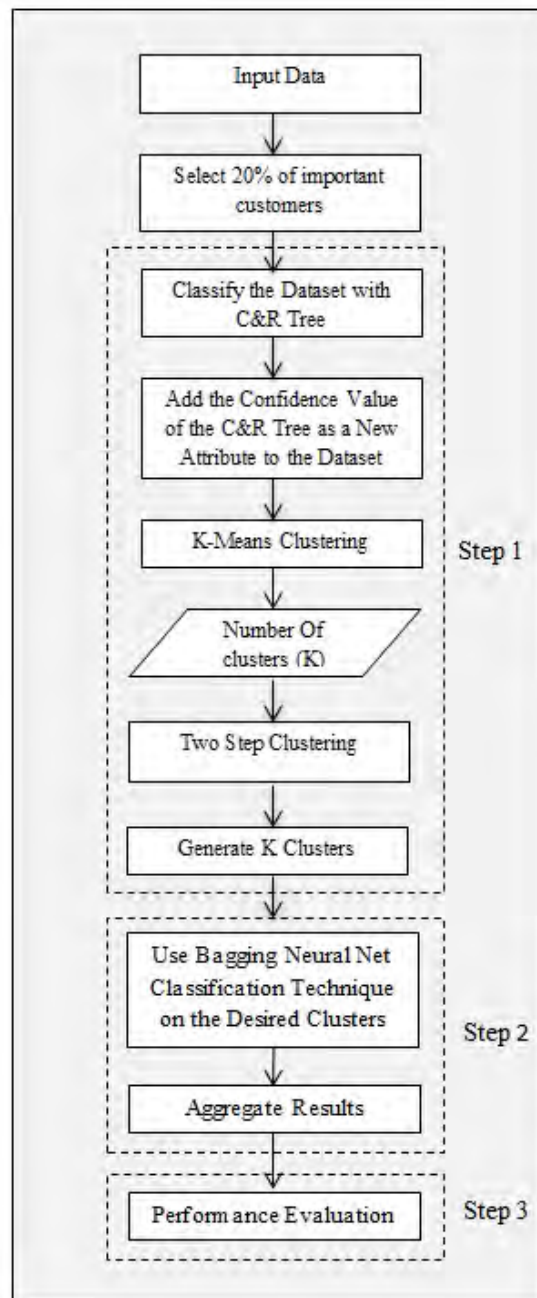 Input Data
Select 20% of important
customers
Classify the Dataset with
C&R Tree
Add the Confidence Value
of the C&R Tree as a New
Attribute to the Dataset
K-Means Clustering
Step 1
Number Of
clusters (K)
Two Step Clustering
Generate K Clusters
Use Bagging Neural Net
Classification Technique
on the Desired Clusters
Step 2
Aggregate Results
Performance Evaluation
Step 3